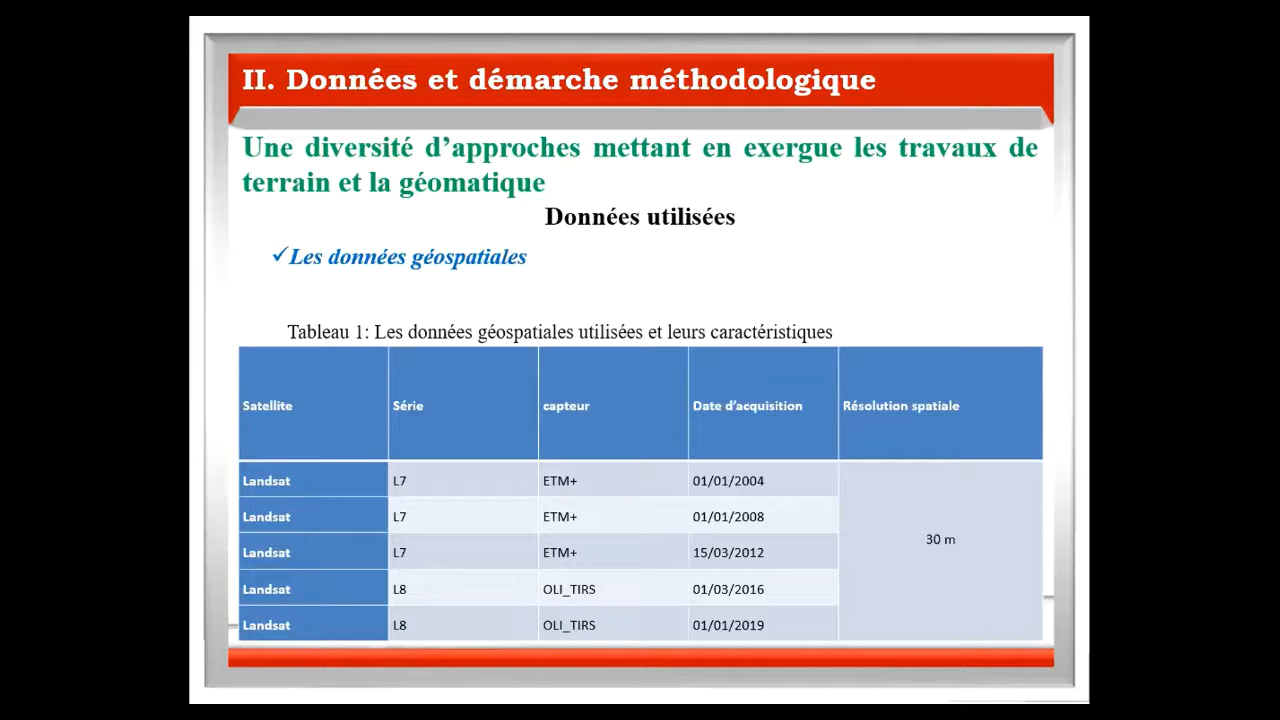 II. Données et démarche méthodologique
Une diversité d’approches mettant en exergue les travaux de
terrain et la géomatique
Données utilisées
✓Les données géospatiales
Tableau 1: Les données géospatiales utilisées et leurs caractéristiques
Satellite Série capteur Date d’acquisition Résolution spatiale
Landsat L7 ETM+ 01/01/2004
Landsat L7 ETM+ 01/01/2008
30 m
Landsat L7 ETM+ 15/03/2012
Landsat L8 OLI_TIRS 01/03/2016
Landsat L8 OLI_TIRS 01/01/2019